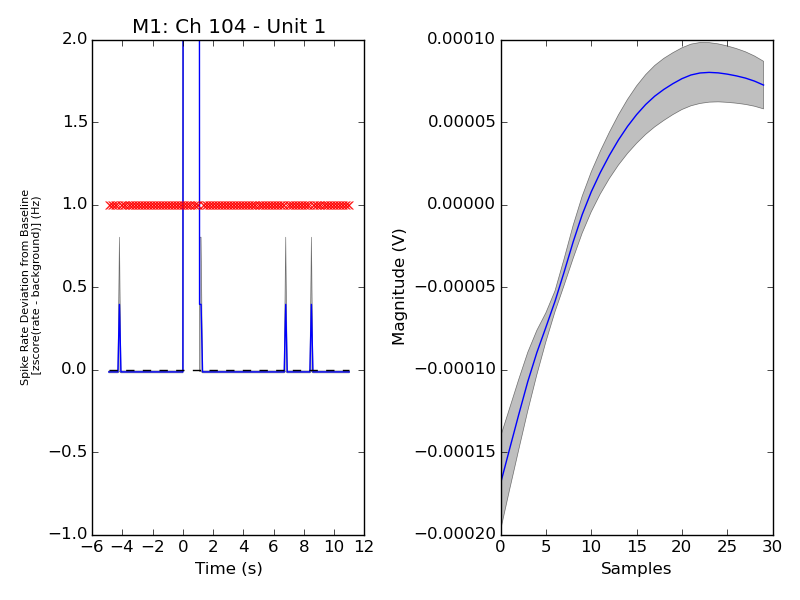 M1: Ch 104 - Unit 1
2.0
1.5
1.0
0.5
0.0
−0.5
−1.0
Spike Rate Deviation from Baseline
[zscore(rate - background)] (Hz)
−6 −4 −2 0 2 4 6 8 10 12
Time (s)
0.00010
0.00005
0.00000
−0.00005
−0.00010
−0.00015
−0.00020
Magnitude (V)
0 5 10 15 20 25 30
Samples